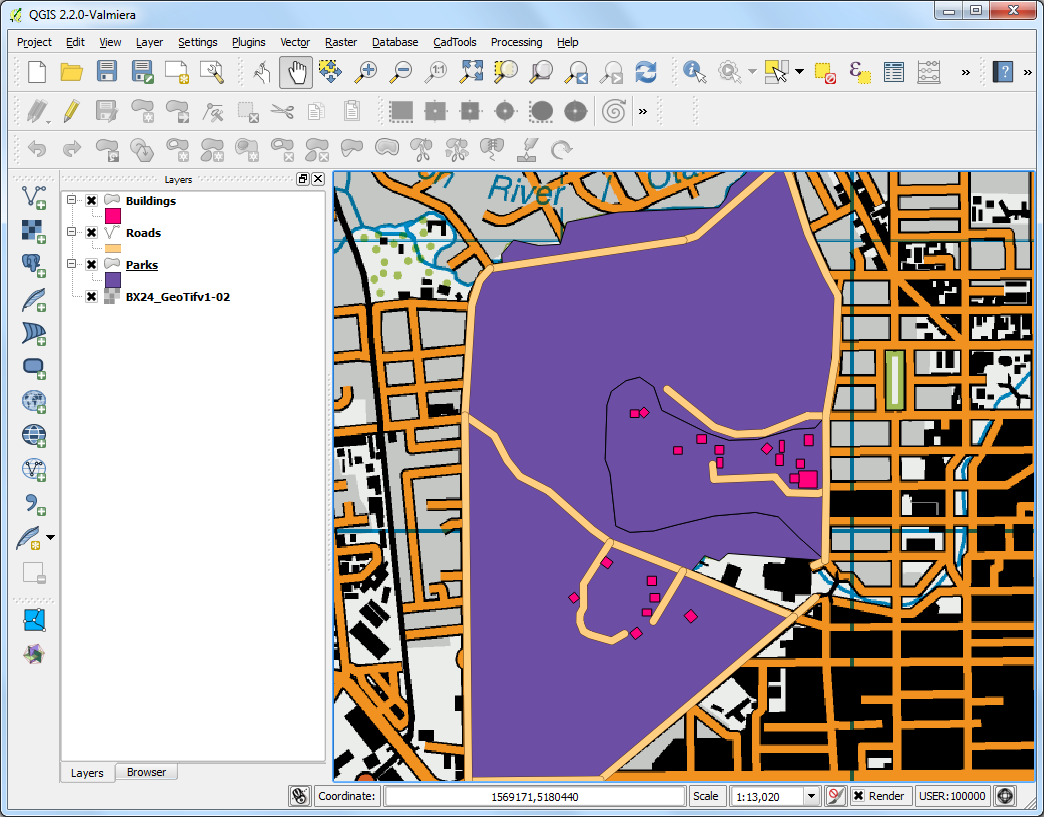 QGIS 2.2.0-Valmiera
Project Edit View Layer Settings Plugins Vector Raster Database CadTools Processing Help
Layers
Buildings
Roads
Parks
BX24_GeoTifv1-02
River
Layers Browser
Coordinate: 1569171,5180440 Scale 1:13,020 Render USER:100000